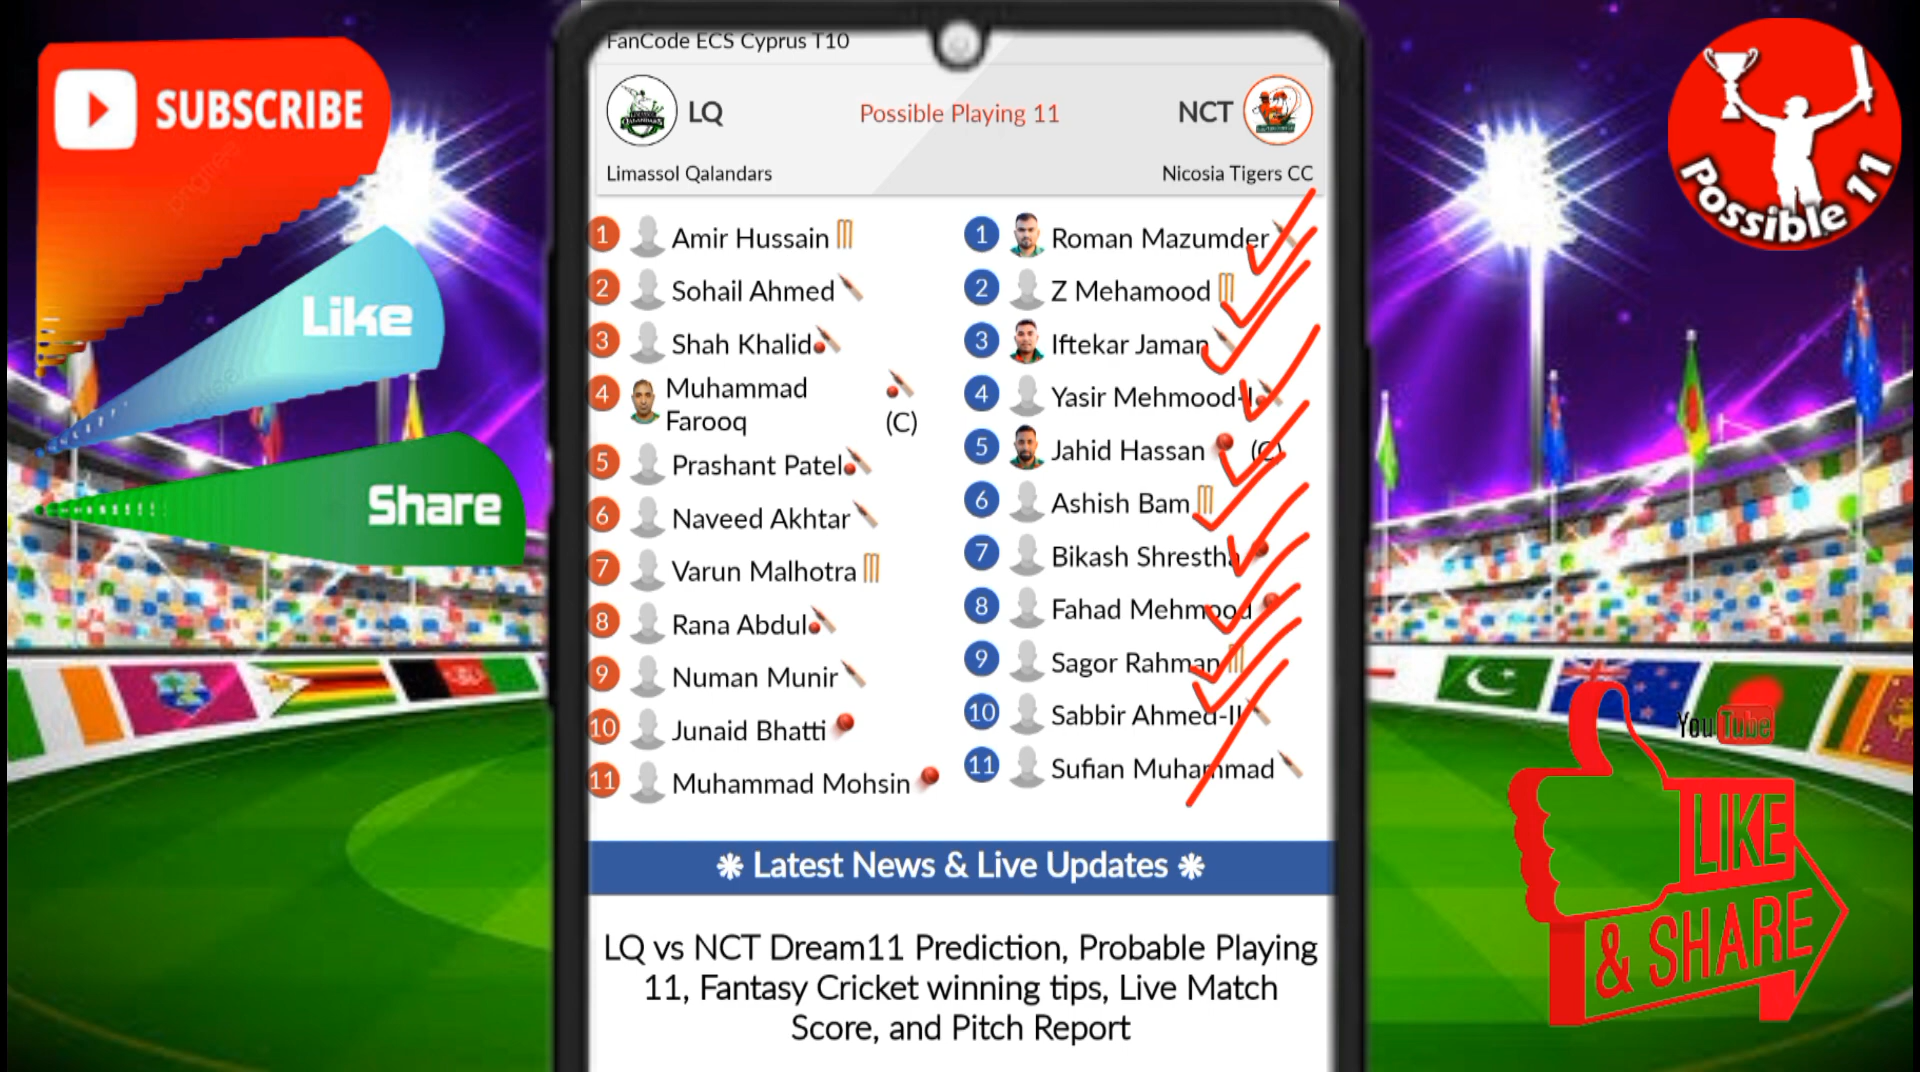 FanCode ECS Cyprus T10
LQ
Possible Playing 11
NCT
Limassol Qalandars
Nicosia Tigers CC
1 Amir Hussain
2 Sohail Ahmed
3 Shah Khalid
4 Muhammad Farooq (C)
5 Prashant Patel
6 Naveed Akhtar
7 Varun Malhotra
8 Rana Abdul
9 Numan Munir
10 Junaid Bhatti
11 Muhammad Mohsin
1 Roman Mazumder
2 Z Mehamood
3 Iftekar Jaman
4 Yasir Mehmood-I
5 Jahid Hassan (C)
6 Ashish Bam
7 Bikash Shrestha
8 Fahad Mehmood
9 Sagor Rahman
10 Sabbir Ahmed-II
11 Sufian Muhammad
Latest News & Live Updates
LQ vs NCT Dream11 Prediction, Probable Playing
11, Fantasy Cricket winning tips, Live Match
Score, and Pitch Report
SUBSCRIBE
Like
Share
Possible 11
YouTube
LIKE
& SHARE